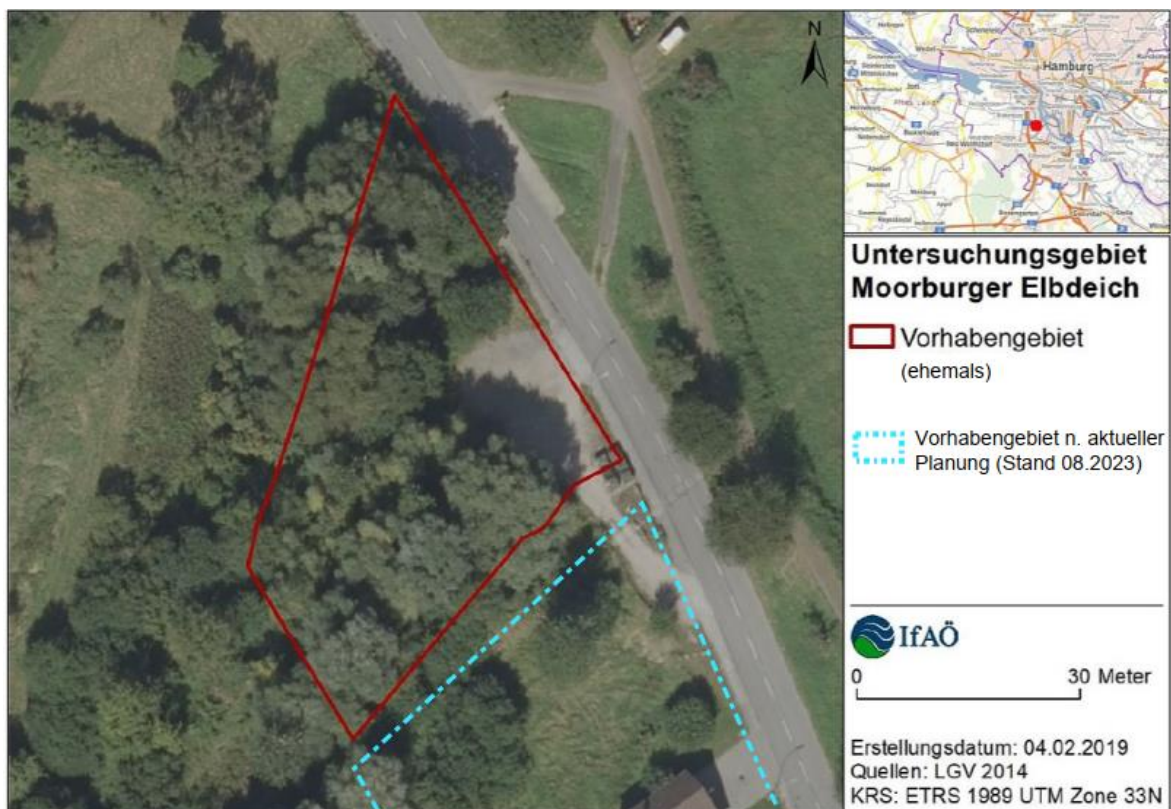 N
Hamburg
Untersuchungsgebiet
Moorburger Elbdeich
Vorhabengebiet
(ehemals)
Vorhabengebiet n. aktueller
Planung (Stand 08.2023)
IfAÖ
0 30 Meter
Erstellungsdatum: 04.02.2019
Quellen: LGV 2014
KRS: ETRS 1989 UTM Zone 33N